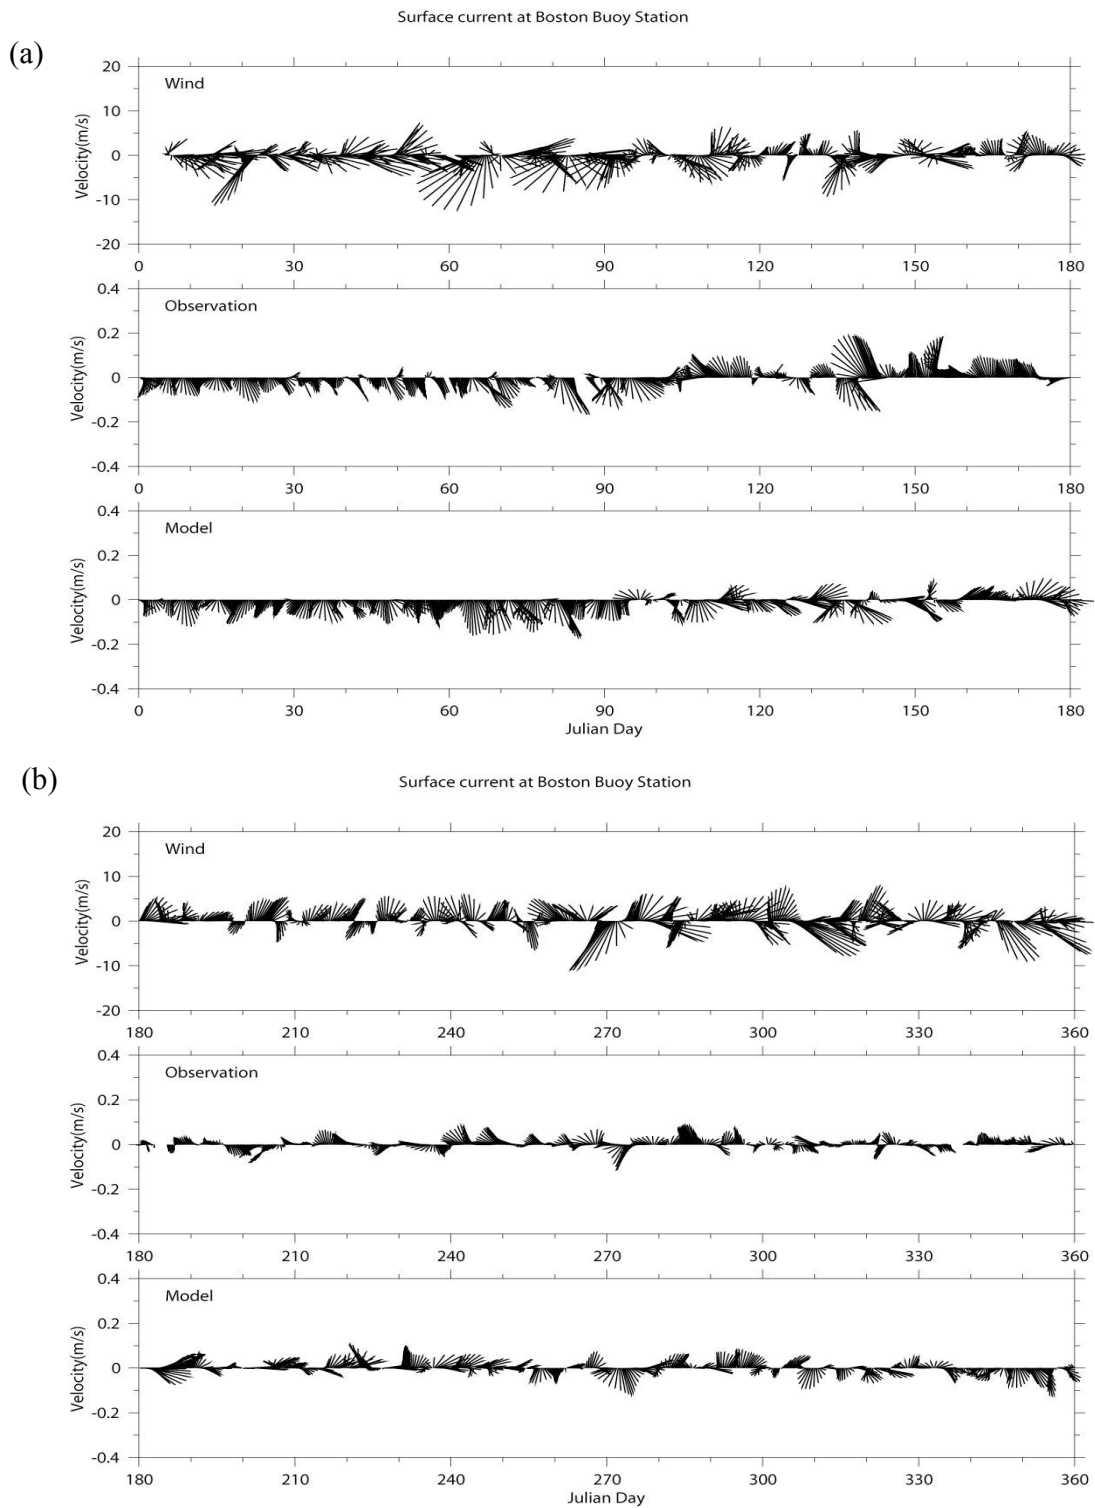 Surface current at Boston Buoy Station
(a)
20
Wind
10
0
-10
-20
Velocity(m/s)
0 30 60 90 120 150 180
0.4
Observation
0.2
0
-0.2
-0.4
Velocity(m/s)
0 30 60 90 120 150 180
0.4
Model
0.2
0
-0.2
-0.4
Velocity(m/s)
0 30 60 90 120 150 180
Julian Day
(b)
Surface current at Boston Buoy Station
20
Wind
10
0
-10
-20
Velocity(m/s)
180 210 240 270 300 330 360
0.4
Observation
0.2
0
-0.2
-0.4
Velocity(m/s)
180 210 240 270 300 330 360
0.4
Model
0.2
0
-0.2
-0.4
Velocity(m/s)
180 210 240 270 300 330 360
Julian Day